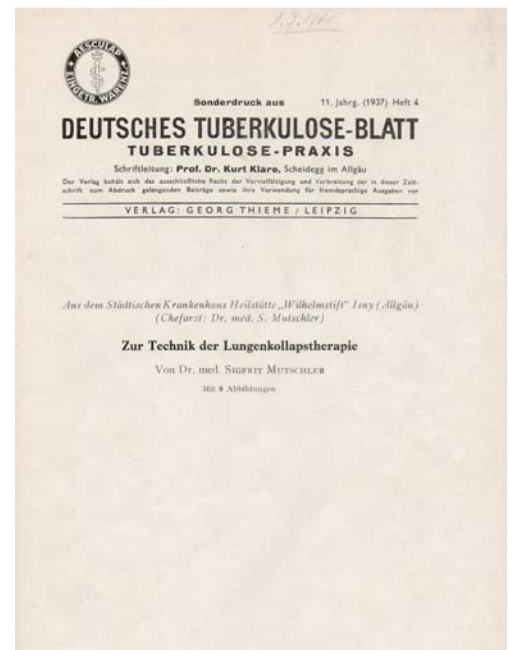 AESCULAP
EINGETR. WARENZ.
Sonderdruck aus 11. Jahrg. (1937) Heft 4
DEUTSCHES TUBERKULOSE-BLATT
TUBERKULOSE-PRAXIS
Schriftleitung: Prof. Dr. Kurt Klare, Scheidegg im Allgäu
Der Verlag behält sich das ausschließliche Recht der Vervielfältigung und Verbreitung der in dieser Zeit-
schrift zum Abdruck gelangenden Beiträge sowie ihre Verwendung für fremdsprachige Ausgaben vor
VERLAG: GEORG THIEME / LEIPZIG
Aus dem Städtischen Krankenhaus Heilstätte „Wilhelmstift“ Isny (Allgäu)
(Chefarzt: Dr. med. S. Mutschler)
Zur Technik der Lungenkollapstherapie
Von Dr. med. SIGFRIT MUTSCHLER
Mit 8 Abbildungen